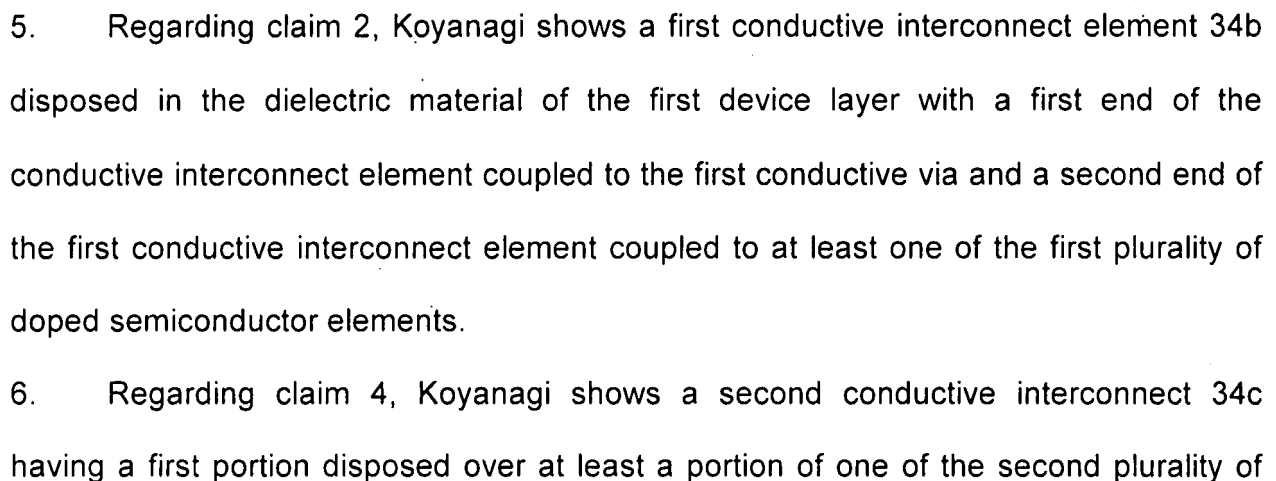 5. Regarding claim 2, Koyanagi shows a first conductive interconnect element 34b
disposed in the dielectric material of the first device layer with a first end of the
conductive interconnect element coupled to the first conductive via and a second end of
the first conductive interconnect element coupled to at least one of the first plurality of
doped semiconductor elements.
6. Regarding claim 4, Koyanagi shows a second conductive interconnect 34c
having a first portion disposed over at least a portion of one of the second plurality of